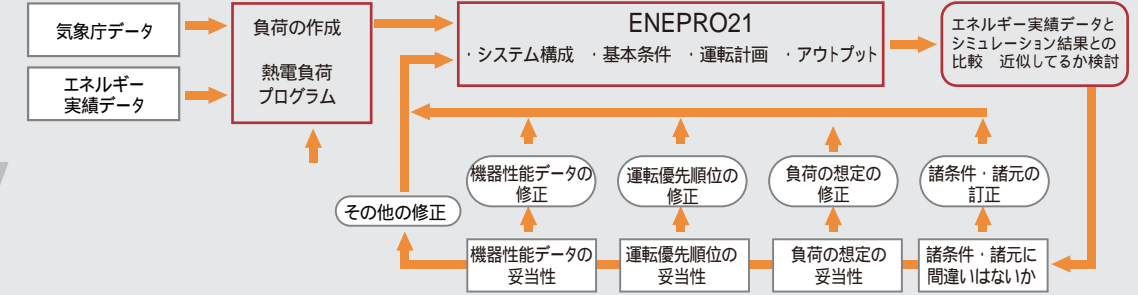 気象庁データ
エネルギー
実績データ
負荷の作成
熱電負荷
プログラム
ENEPRO21
・システム構成 ・基本条件 ・運転計画 ・アウトプット
エネルギー実績データと
シミュレーション結果との
比較 近似してるか検討
機器性能データの
修正
運転優先順位の
修正
負荷の想定の
修正
諸条件・諸元の
訂正
その他の修正
機器性能データの
妥当性
運転優先順位の
妥当性
負荷の想定の
妥当性
諸条件・諸元に
間違いはないか